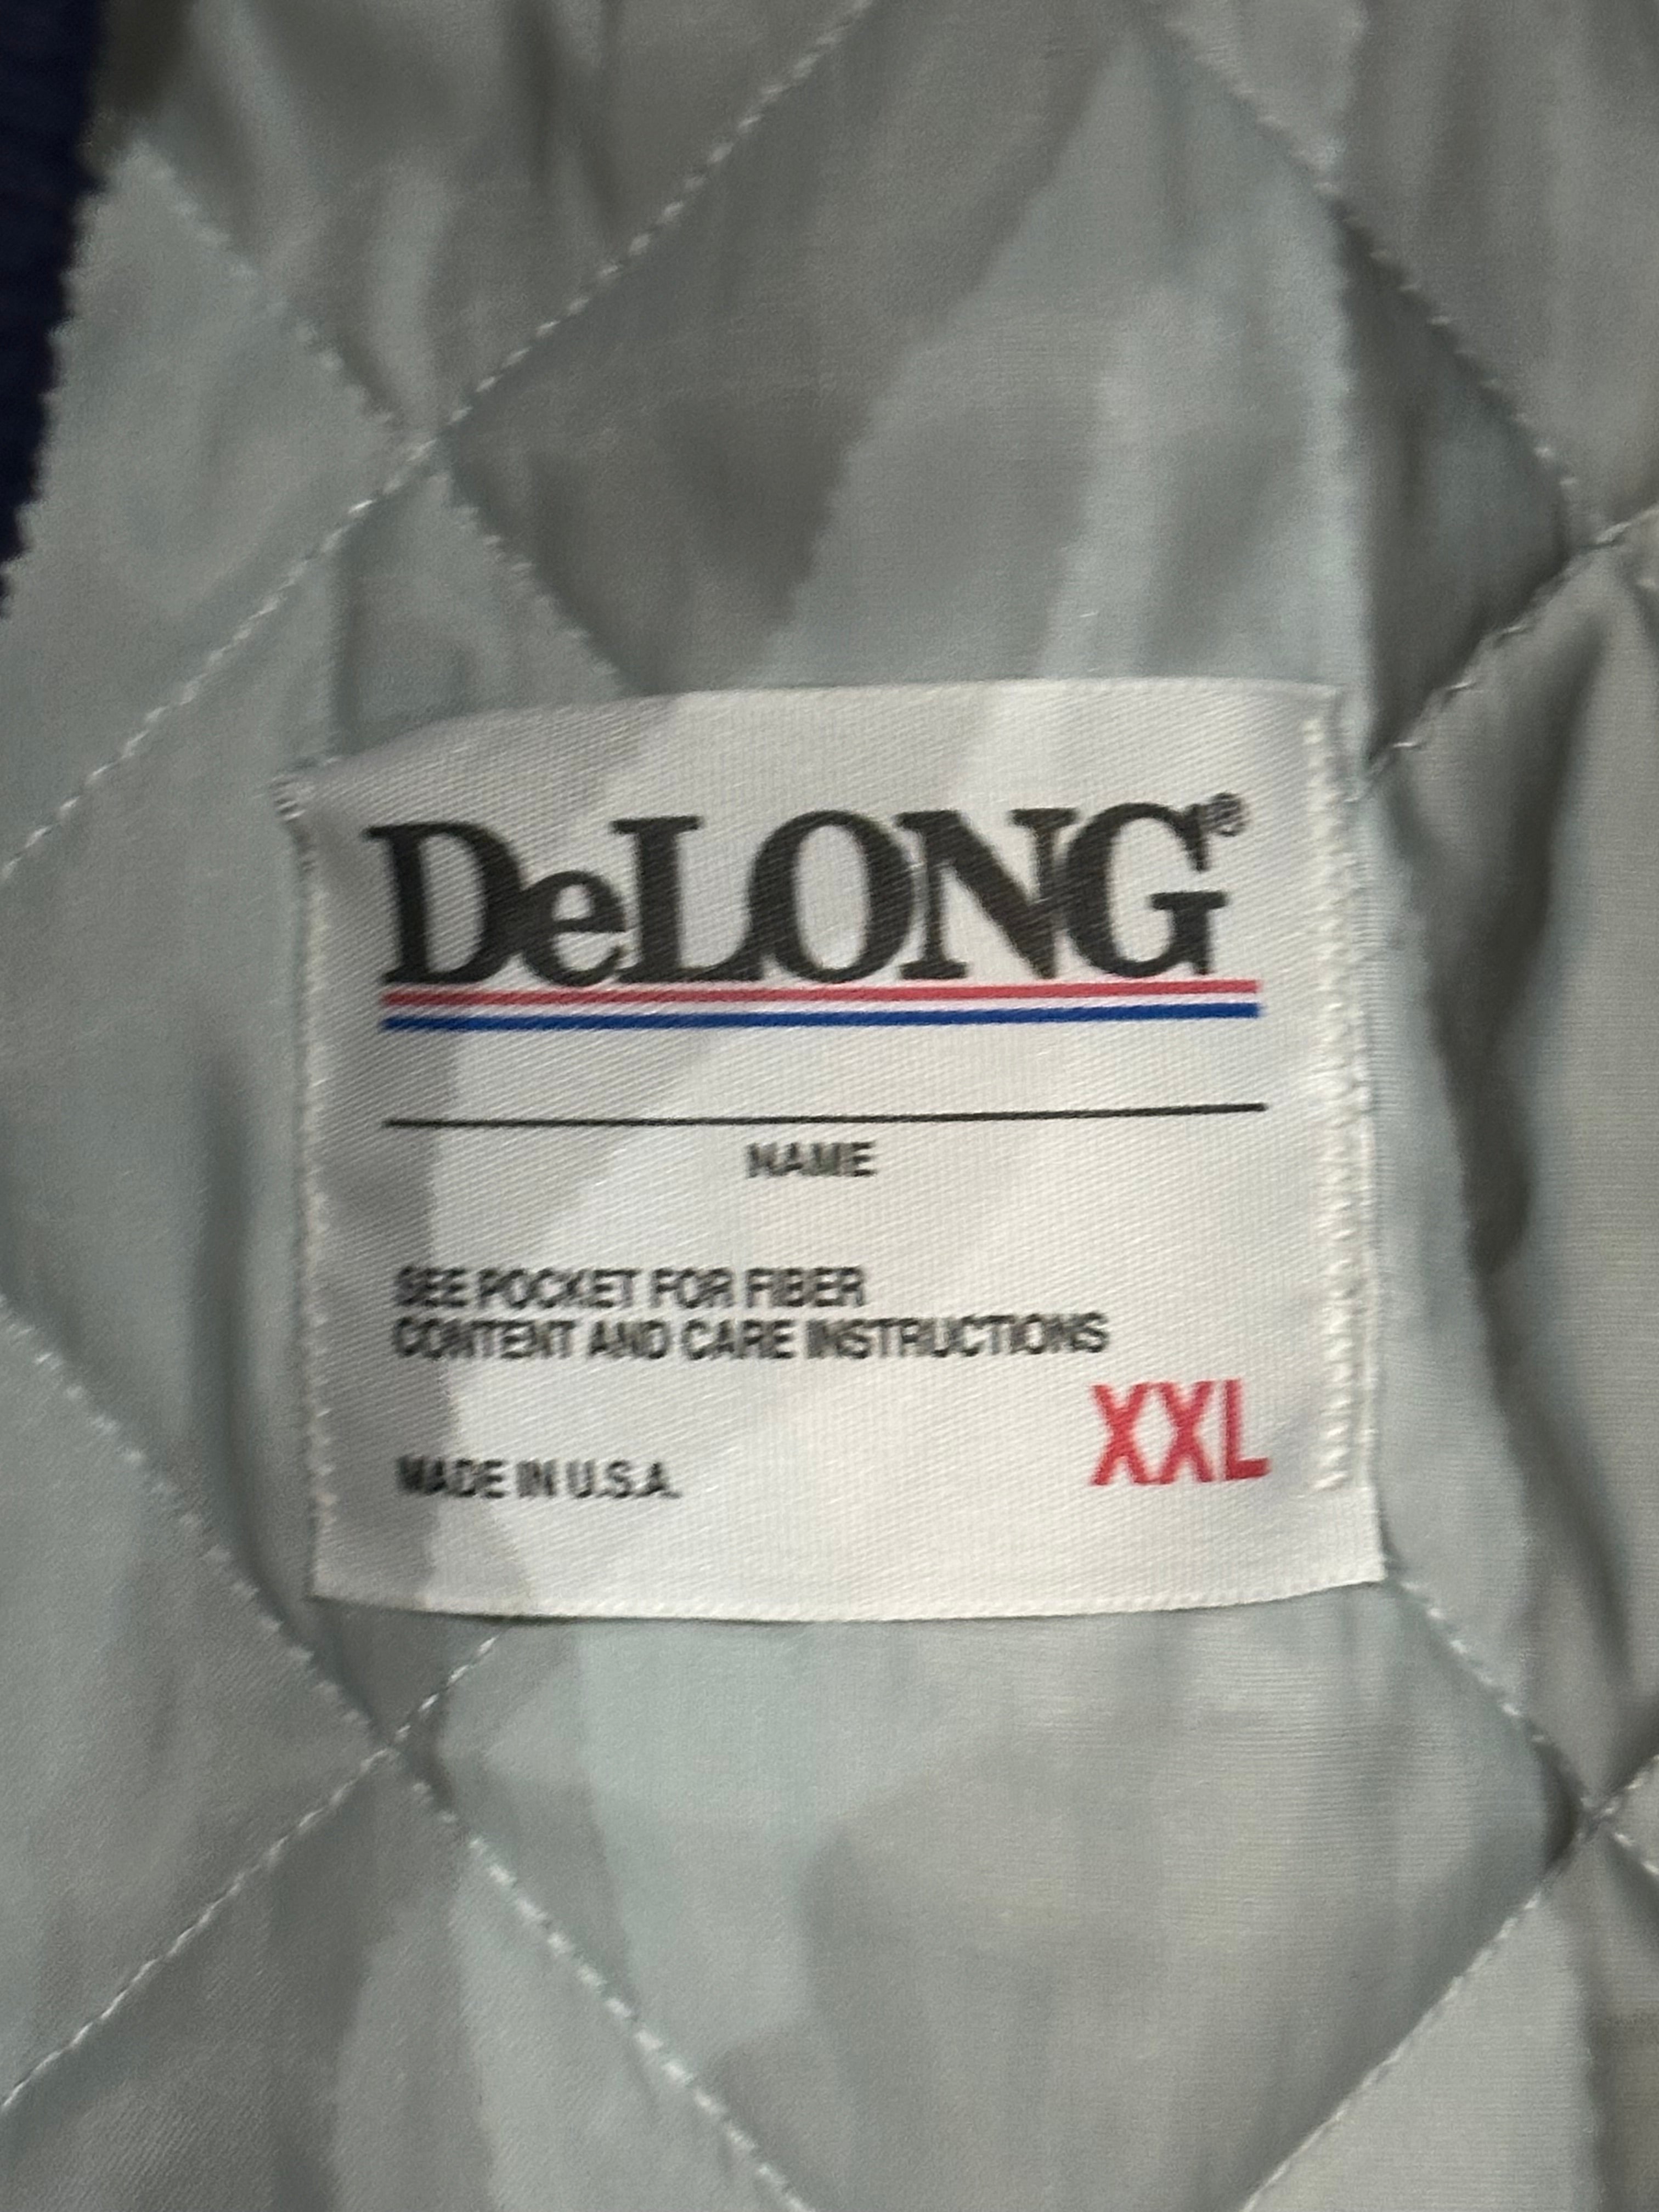 DeLONG®
NAME
SEE POCKET FOR FIBER
CONTENT AND CARE INSTRUCTIONS
XXL
MADE IN U.S.A.